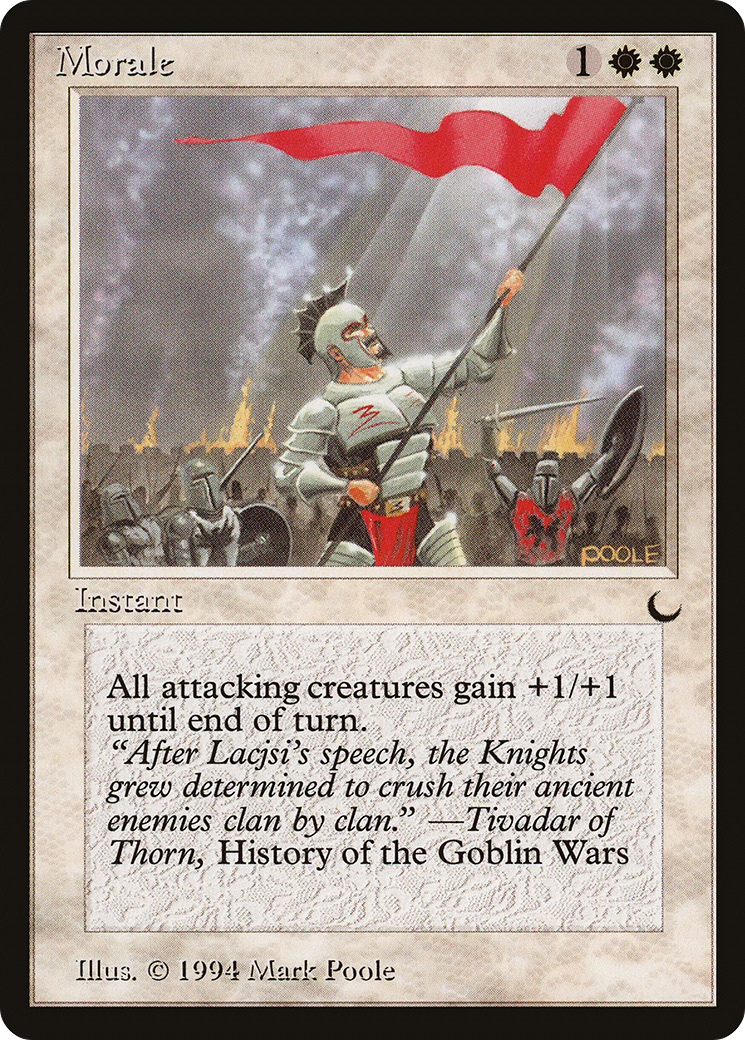 Morale
1
POOLE
Instant
All attacking creatures gain +1/+1
until end of turn.
“After Lacjsi’s speech, the Knights
grew determined to crush their ancient
enemies clan by clan.” —Tivadar of
Thorn, History of the Goblin Wars
Illus. © 1994 Mark Poole